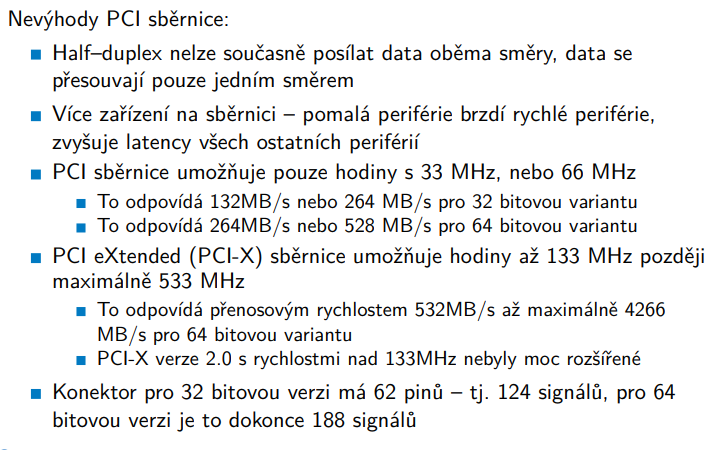 Nevýhody PCI sběrnice:
Half–duplex nelze současně posílat data oběma směry, data se
přesouvají pouze jedním směrem
Více zařízení na sběrnici – pomalá periférie brzdí rychlé periférie,
zvyšuje latency všech ostatních periférií
PCI sběrnice umožňuje pouze hodiny s 33 MHz, nebo 66 MHz
To odpovídá 132MB/s nebo 264 MB/s pro 32 bitovou variantu
To odpovídá 264MB/s nebo 528 MB/s pro 64 bitovou variantu
PCI eXtended (PCI-X) sběrnice umožňuje hodiny až 133 MHz později
maximálně 533 MHz
To odpovídá přenosovým rychlostem 532MB/s až maximálně 4266
MB/s pro 64 bitovou variantu
PCI-X verze 2.0 s rychlostmi nad 133MHz nebyly moc rozšířené
Konektor pro 32 bitovou verzi má 62 pinů – tj. 124 signálů, pro 64
bitovou verzi je to dokonce 188 signálů